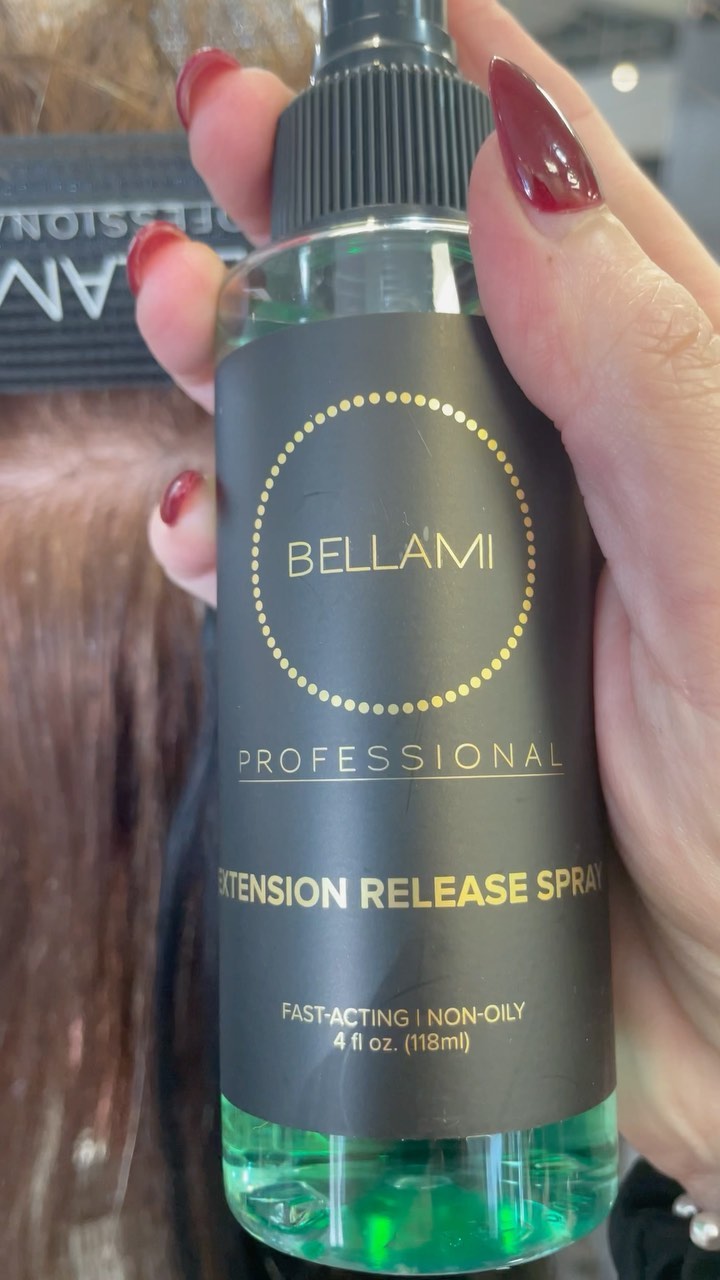 BELLAMI
PROFESSIONAL
EXTENSION RELEASE SPRAY
FAST-ACTING | NON-OILY
4 fl oz. (118ml)